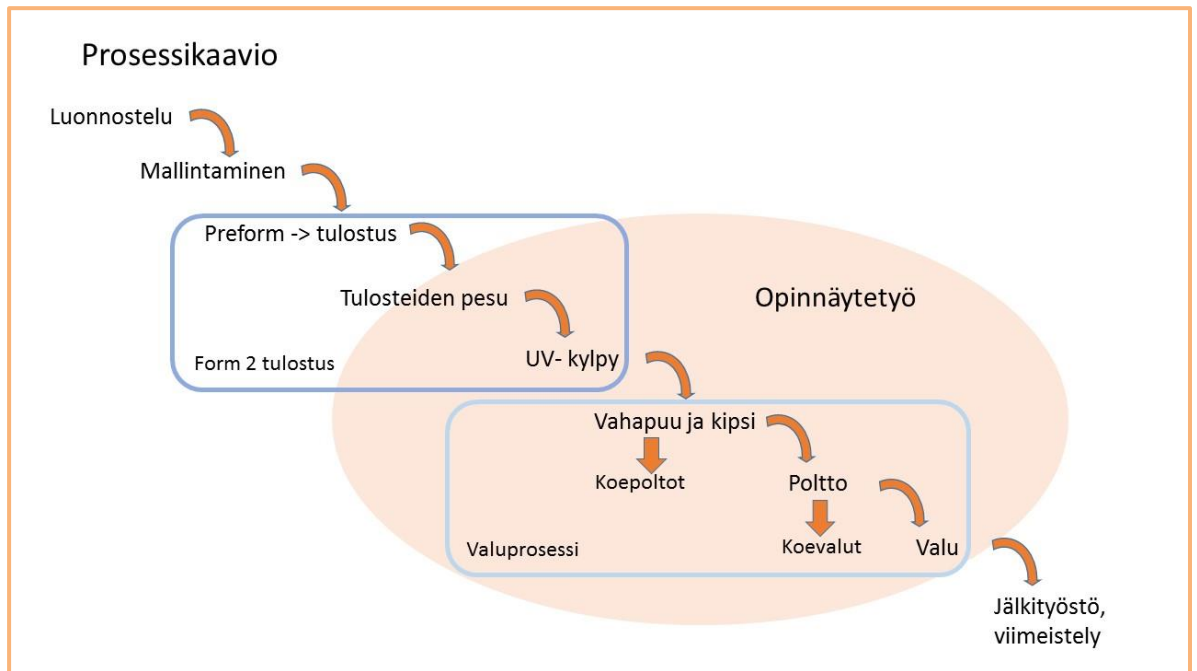 Prosessikaavio
Luonnostelu
Mallintaminen
Preform -> tulostus
Tulosteiden pesu
Opinnäytetyö
Form 2 tulostus
UV- kylpy
Vahapuu ja kipsi
Koepoltot
Poltto
Valuprosessi
Koevalut
Valu
Jälkityöstö,
viimeistely